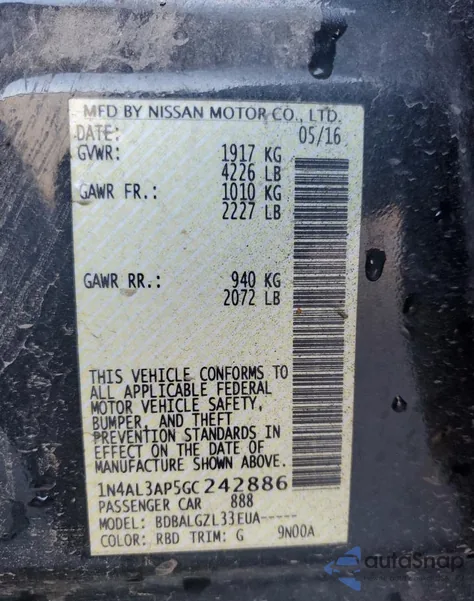 MFD BY NISSAN MOTOR CO., LTD.
DATE: 05/16
GVWR: 1917 KG
4226 LB
GAWR FR.: 1010 KG
2227 LB
GAWR RR.: 940 KG
2072 LB
THIS VEHICLE CONFORMS TO
ALL APPLICABLE FEDERAL
MOTOR VEHICLE SAFETY,
BUMPER, AND THEFT
PREVENTION STANDARDS IN
EFFECT ON THE DATE OF
MANUFACTURE SHOWN ABOVE.
1N4AL3AP5GC242886
PASSENGER CAR 888
MODEL: BDBALGZL33EUA-----
COLOR: RBD TRIM: G 9N00A
autoSnap